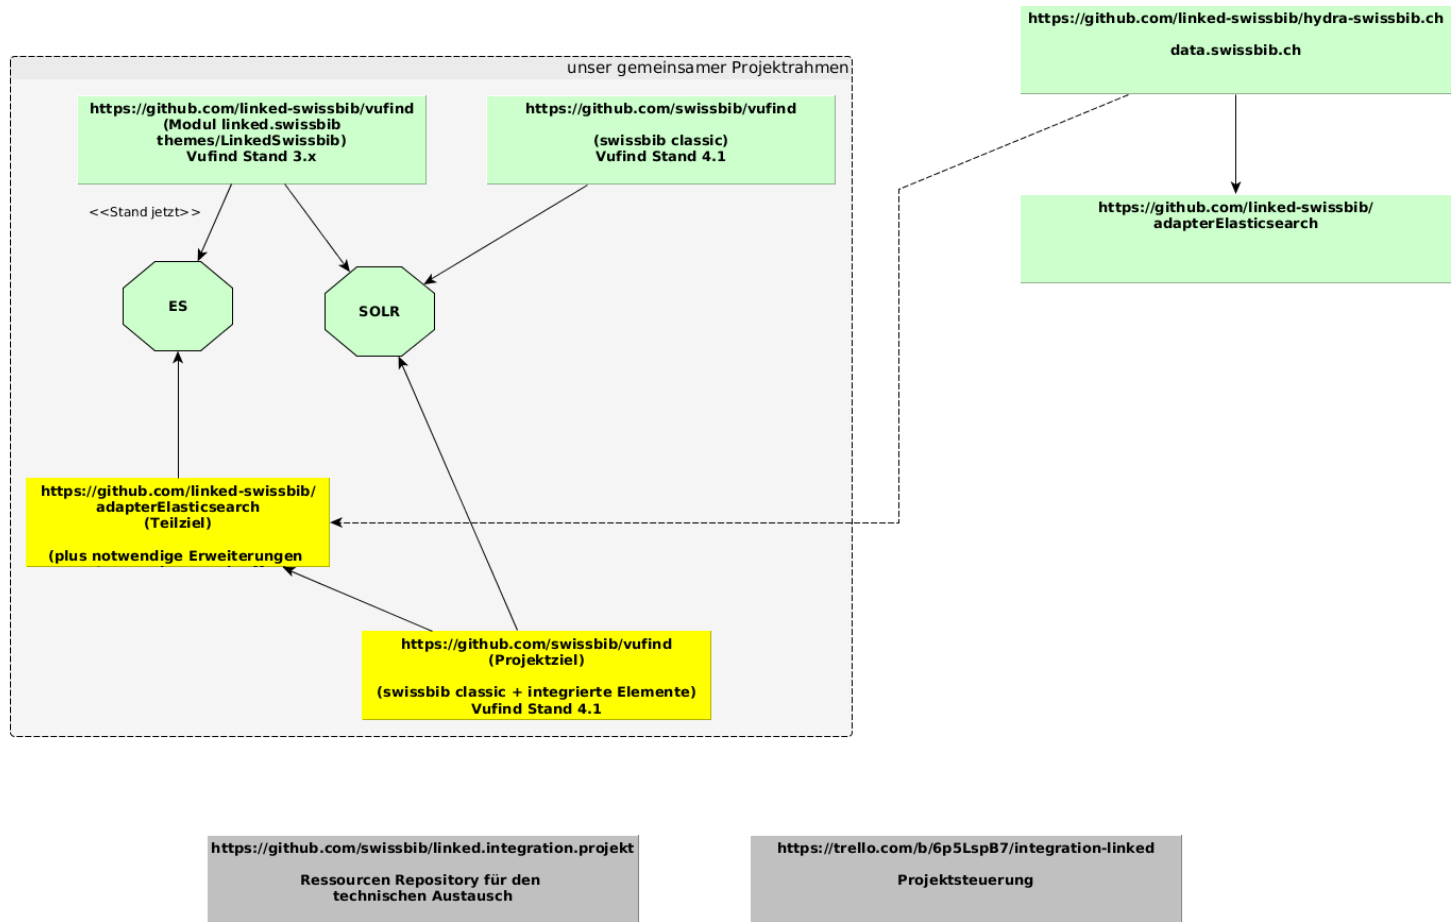 https://github.com/linked-swissbib/hydra-swissbib.ch
data.swissbib.ch
unser gemeinsamer Projektrahmen
https://github.com/linked-swissbib/vufind
(Modul linked.swissbib
themes/LinkedSwissbib)
Vufind Stand 3.x
https://github.com/swissbib/vufind
(swissbib classic)
Vufind Stand 4.1
https://github.com/linked-swissbib/
adapterElasticsearch
<<Stand jetzt>>
ES
SOLR
https://github.com/linked-swissbib/
adapterElasticsearch
(Teilziel)
(plus notwendige Erweiterungen
https://github.com/swissbib/vufind
(Projektziel)
(swissbib classic + integrierte Elemente)
Vufind Stand 4.1
https://github.com/swissbib/linked.integration.projekt
Ressourcen Repository für den
technischen Austausch
https://trello.com/b/6p5LspB7/integration-linked
Projektsteuerung